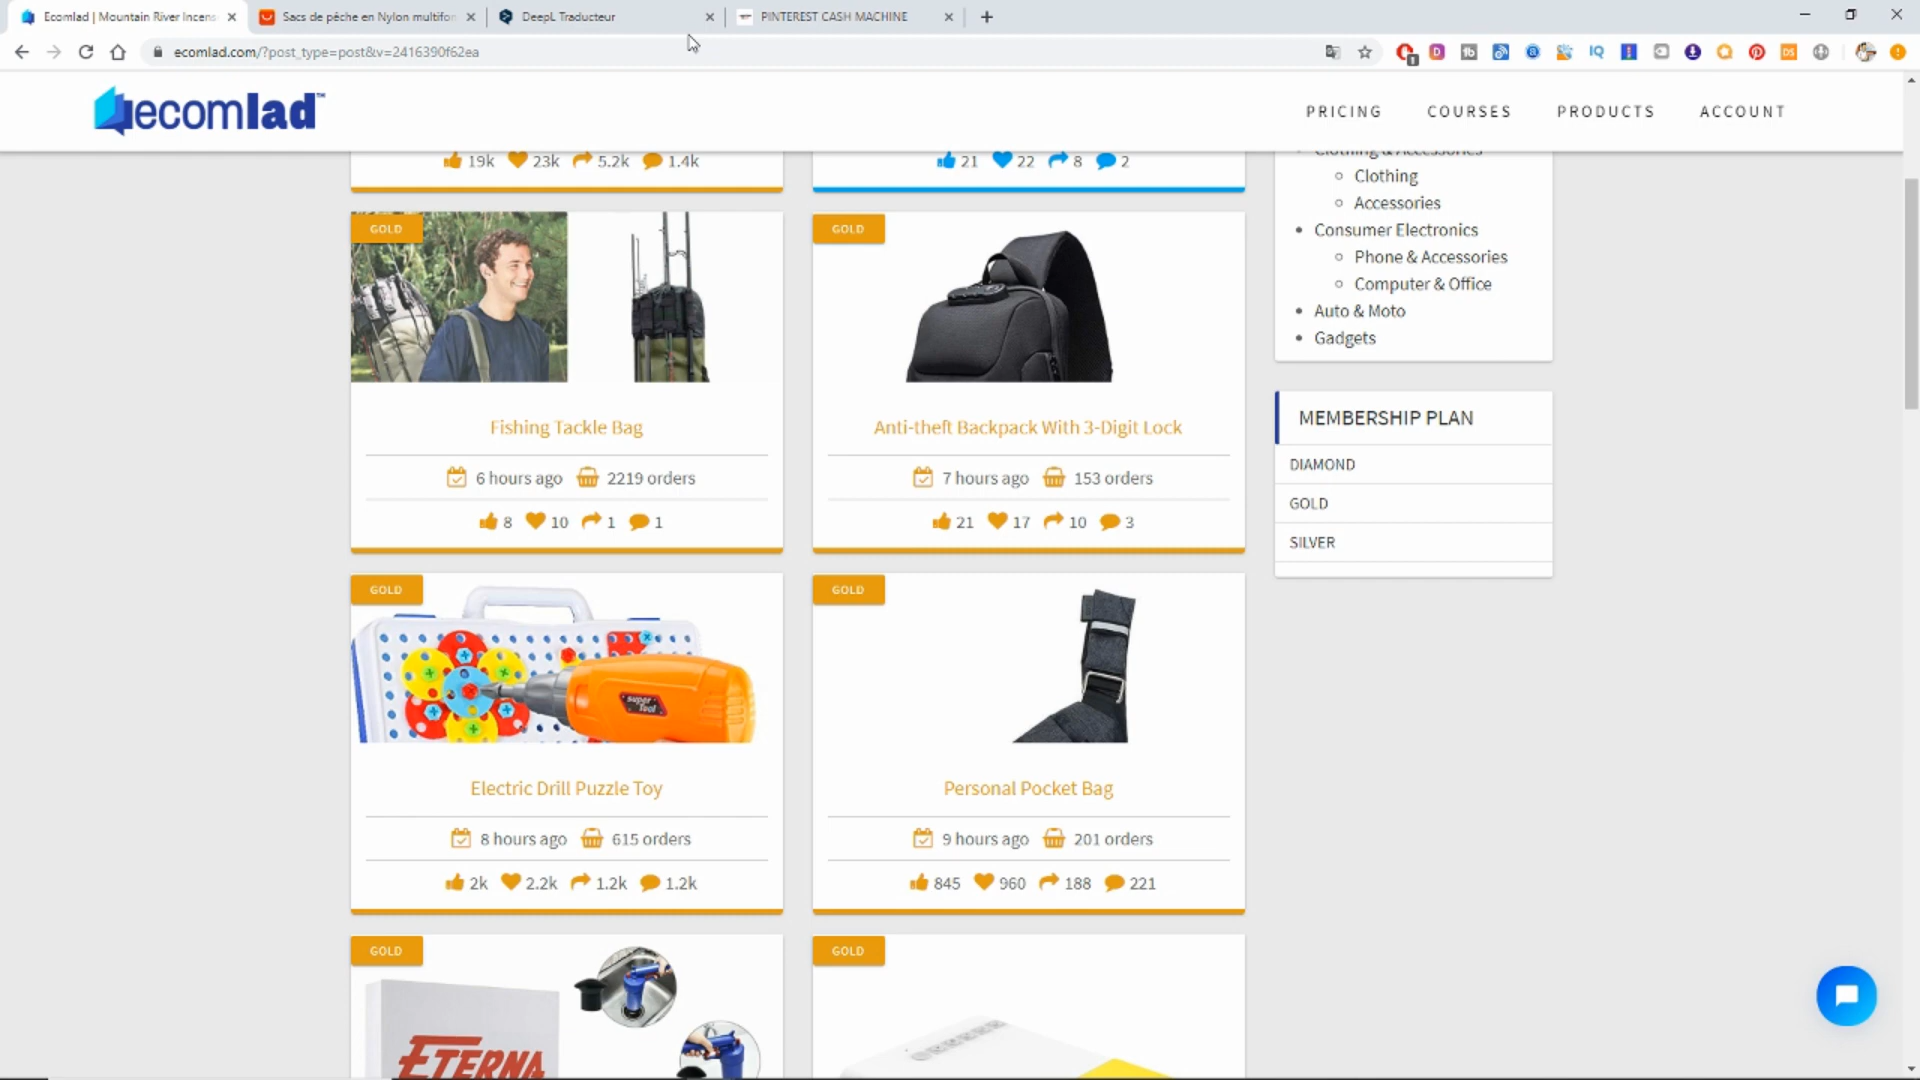 Ecomlad | Mountain River Incens
Sacs de pêche en Nylon multifon
DeepL Traducteur
PINTEREST CASH MACHINE
ecomlad.com/?post_type=post&v=2416390f62ea
ecomlad™
PRICING
COURSES
PRODUCTS
ACCOUNT
19k 23k 5.2k 1.4k
21 22 8 2
Clothing & Accessories
Clothing
Accessories
Consumer Electronics
Phone & Accessories
Computer & Office
Auto & Moto
Gadgets
MEMBERSHIP PLAN
DIAMOND
GOLD
SILVER
GOLD
Fishing Tackle Bag
6 hours ago 2219 orders
8 10 1 1
GOLD
Anti-theft Backpack With 3-Digit Lock
7 hours ago 153 orders
21 17 10 3
GOLD
super
Tool
Electric Drill Puzzle Toy
8 hours ago 615 orders
2k 2.2k 1.2k 1.2k
GOLD
Personal Pocket Bag
9 hours ago 201 orders
845 960 188 221
GOLD
ETERNA
GOLD